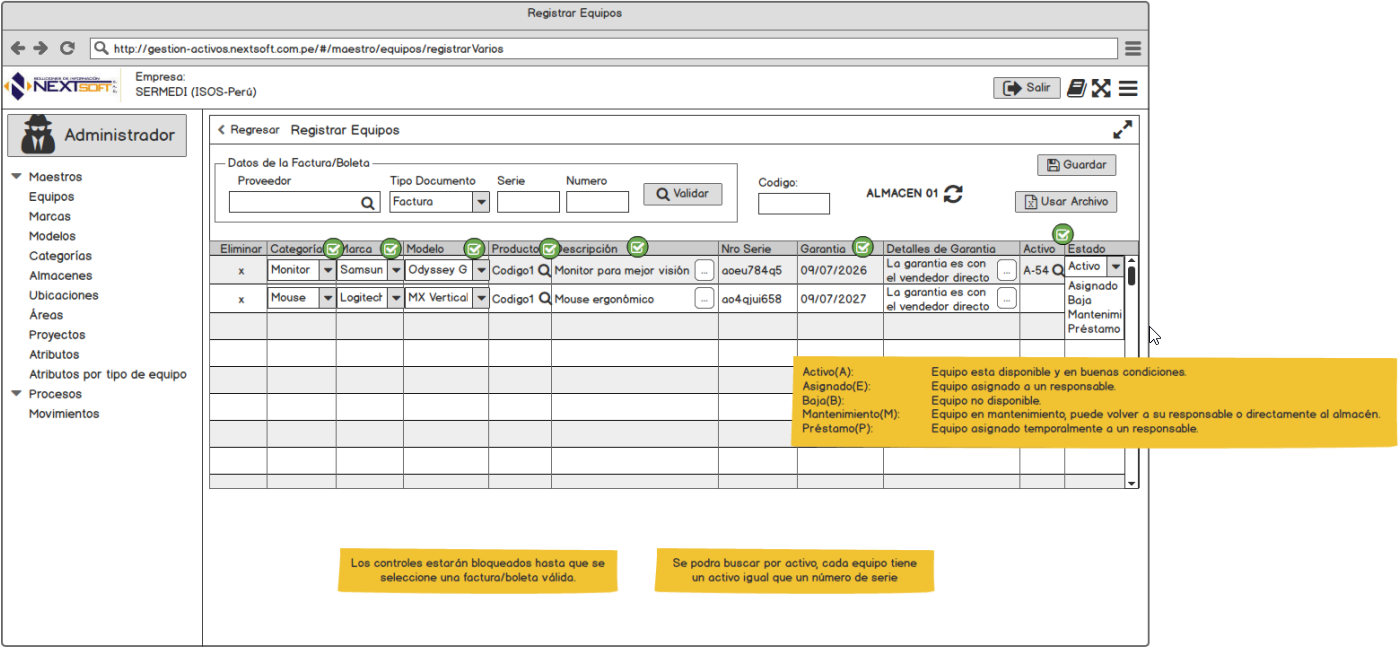 Registrar Equipos
http://gestion-activos.nextsoft.com.pe/#/maestro/equipos/registrarVarios
SOLUCIONES DE INFORMACIÓN
NEXTSOFT
Empresa:
SERMEDI (ISOS-Perú)
Salir
Administrador
Maestros
Equipos
Marcas
Modelos
Categorías
Almacenes
Ubicaciones
Áreas
Proyectos
Atributos
Atributos por tipo de equipo
Procesos
Movimientos
Regresar Registrar Equipos
Datos de la Factura/Boleta
Proveedor Tipo Documento Serie Numero
Factura
Validar
Codigo:
ALMACEN 01
Guardar
Usar Archivo
Eliminar Categoría Marca Modelo Producto Descripción Nro Serie Garantia Detalles de Garantia Activo Estado
x Monitor Samsun Odyssey G Codigo1 Monitor para mejor visión ... aoeu784q5 09/07/2026 La garantia es con el vendedor directo ... A-54 Activo
x Mouse Logitech MX Vertical Codigo1 Mouse ergonómico ... ao4qjui658 09/07/2027 La garantia es con el vendedor directo ...
Asignado
Baja
Mantenimi
Préstamo
Activo(A): Equipo esta disponible y en buenas condiciones.
Asignado(E): Equipo asignado a un responsable.
Baja(B): Equipo no disponible.
Mantenimiento(M): Equipo en mantenimiento, puede volver a su responsable o directamente al almacén.
Préstamo(P): Equipo asignado temporalmente a un responsable.
Los controles estarán bloqueados hasta que se
seleccione una factura/boleta válida.
Se podra buscar por activo, cada equipo tiene
un activo igual que un número de serie